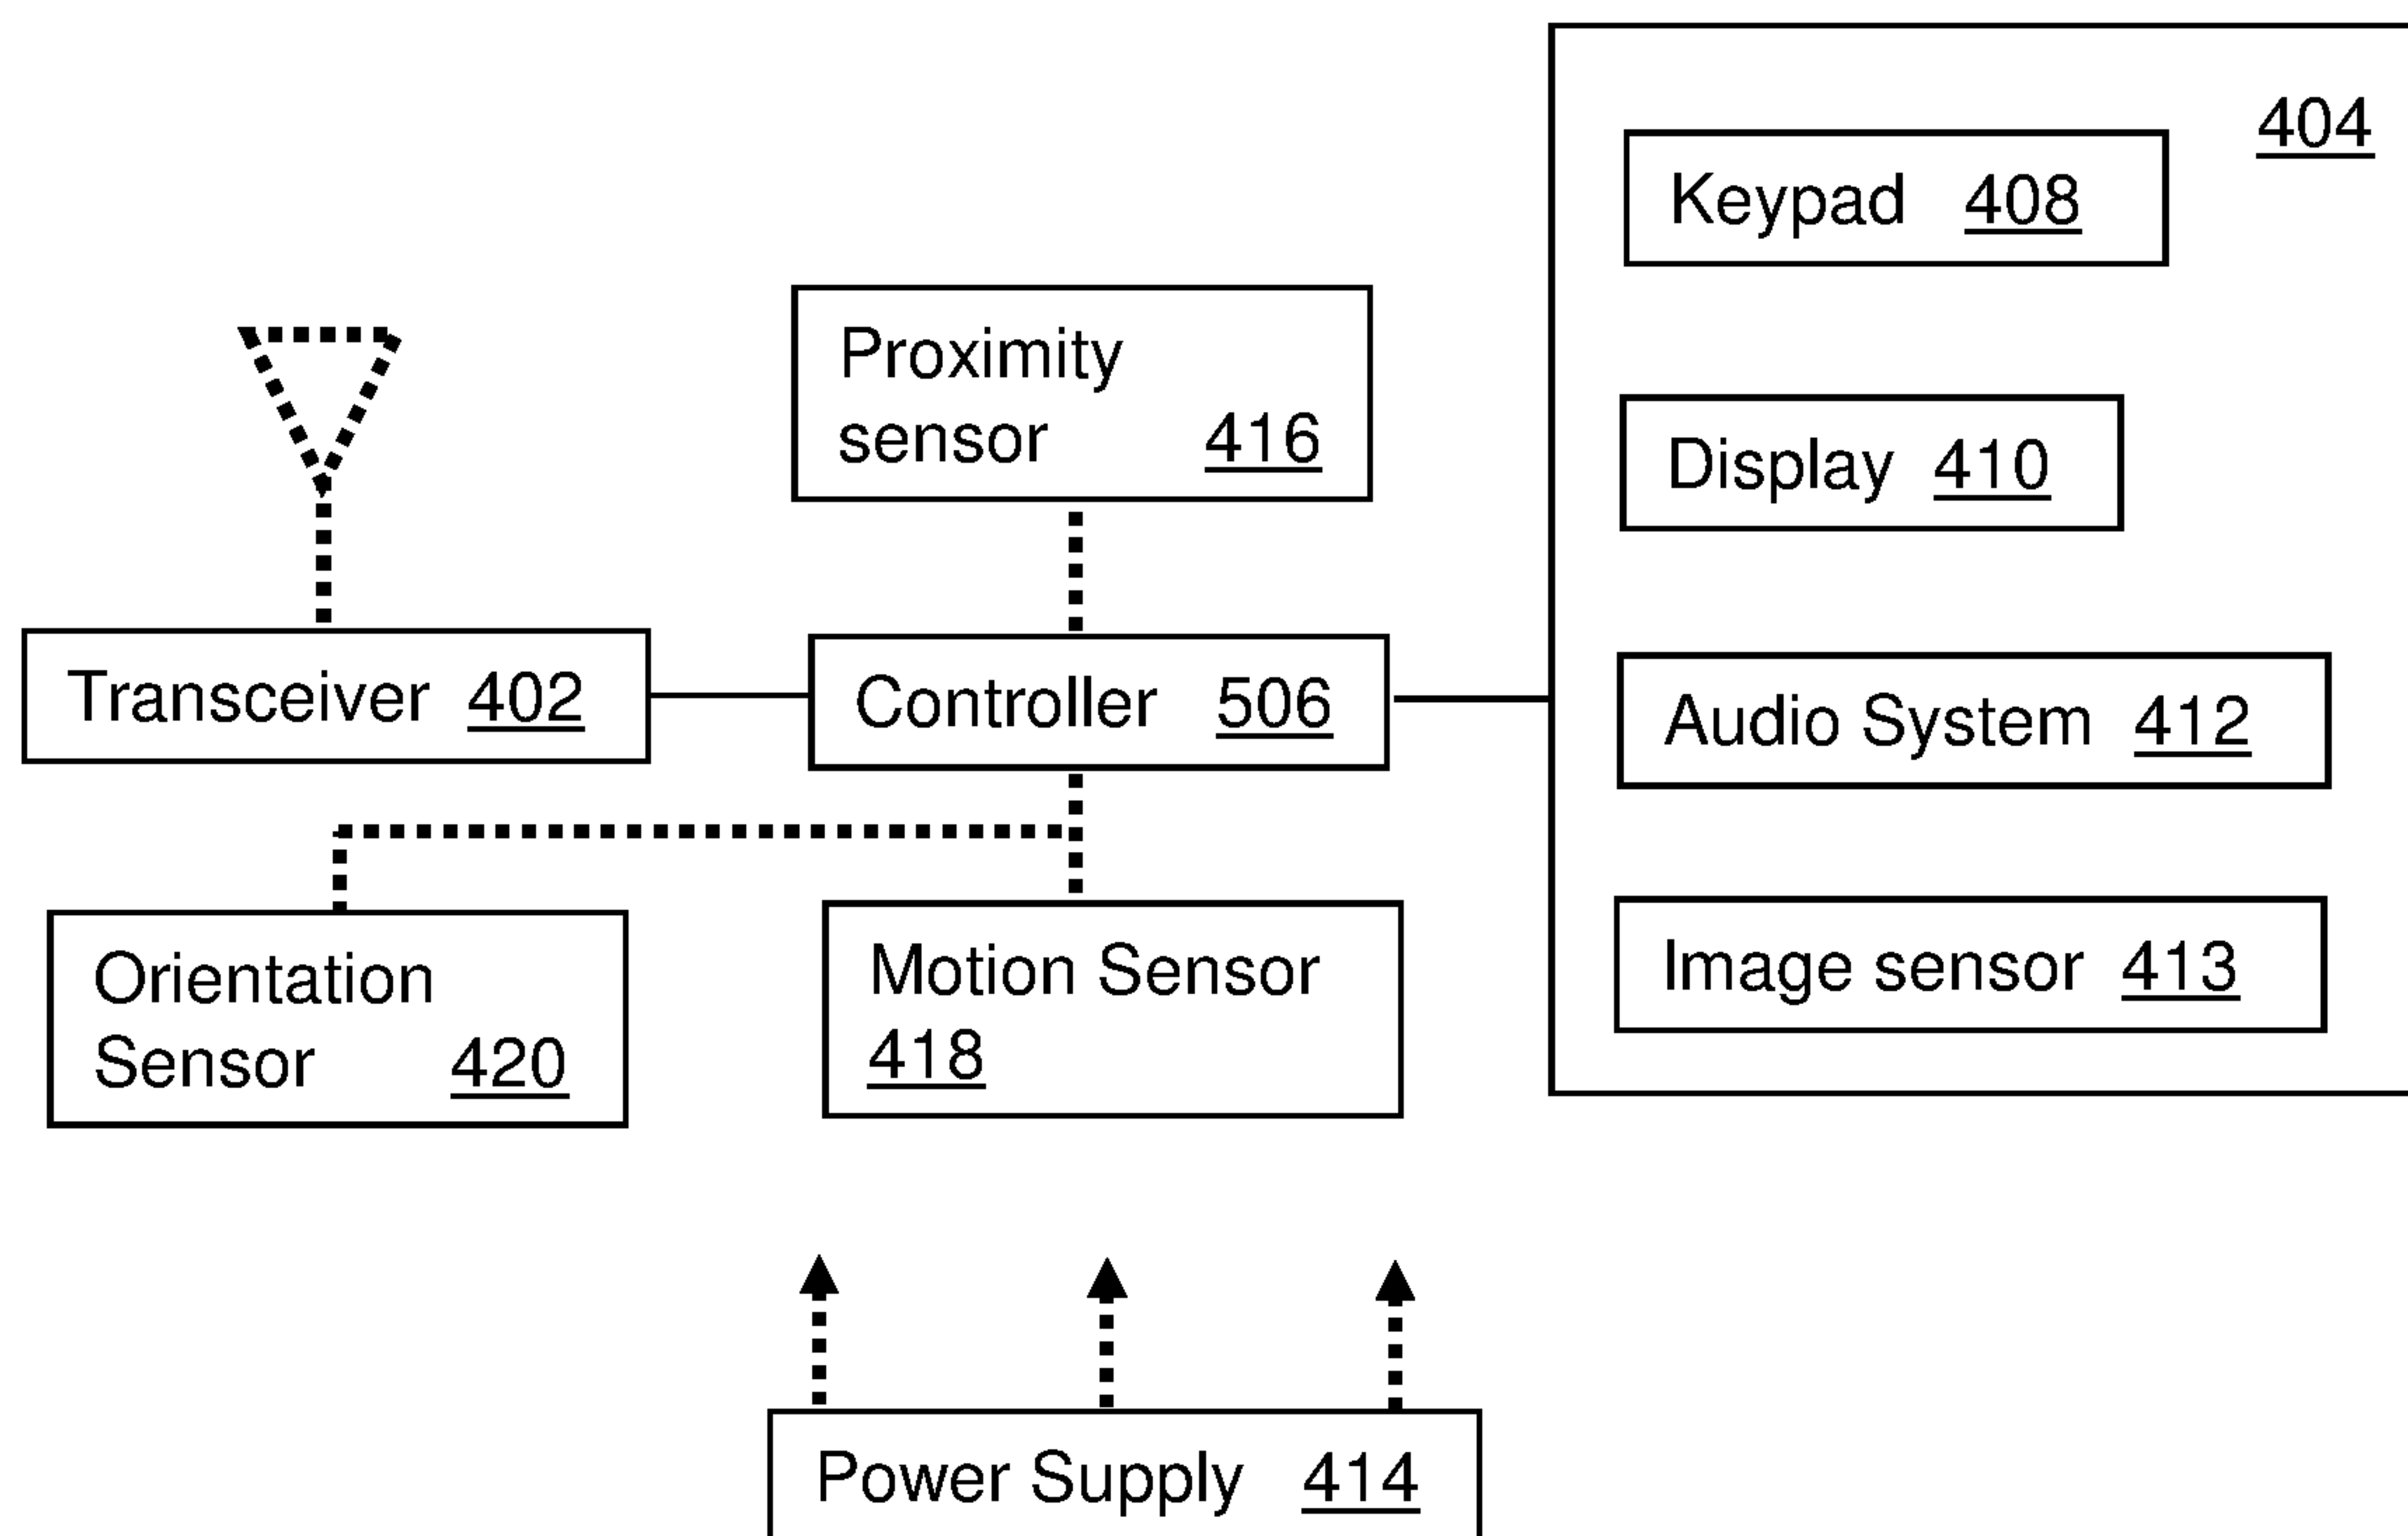 404
Keypad 408
Proximity
sensor 416
Display 410
Transceiver 402
Controller 506
Audio System 412
Orientation
Sensor 420
Motion Sensor
418
Image sensor 413
Power Supply 414